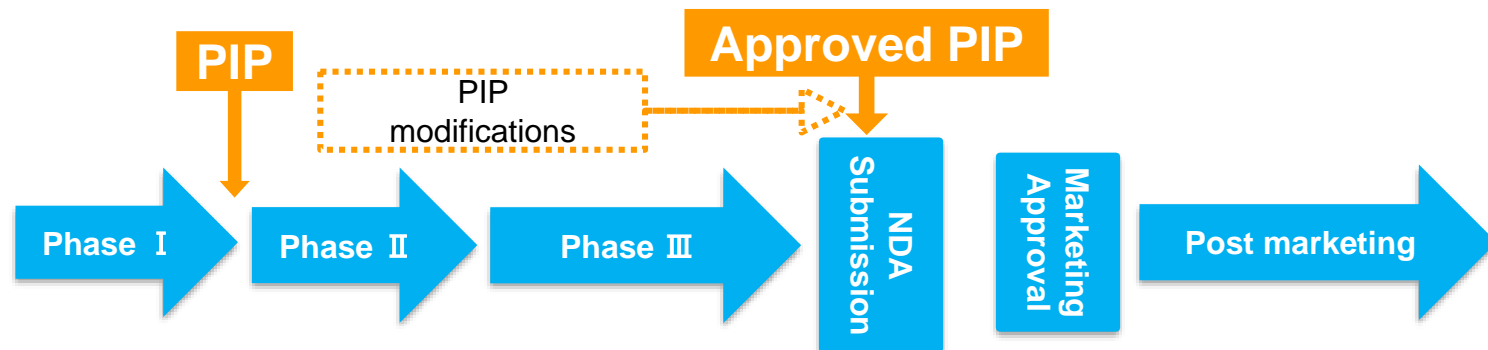 PIP
Approved PIP
PIP
modifications
Phase Ⅰ
Phase Ⅱ
Phase Ⅲ
NDA
Submission
Marketing
Approval
Post marketing